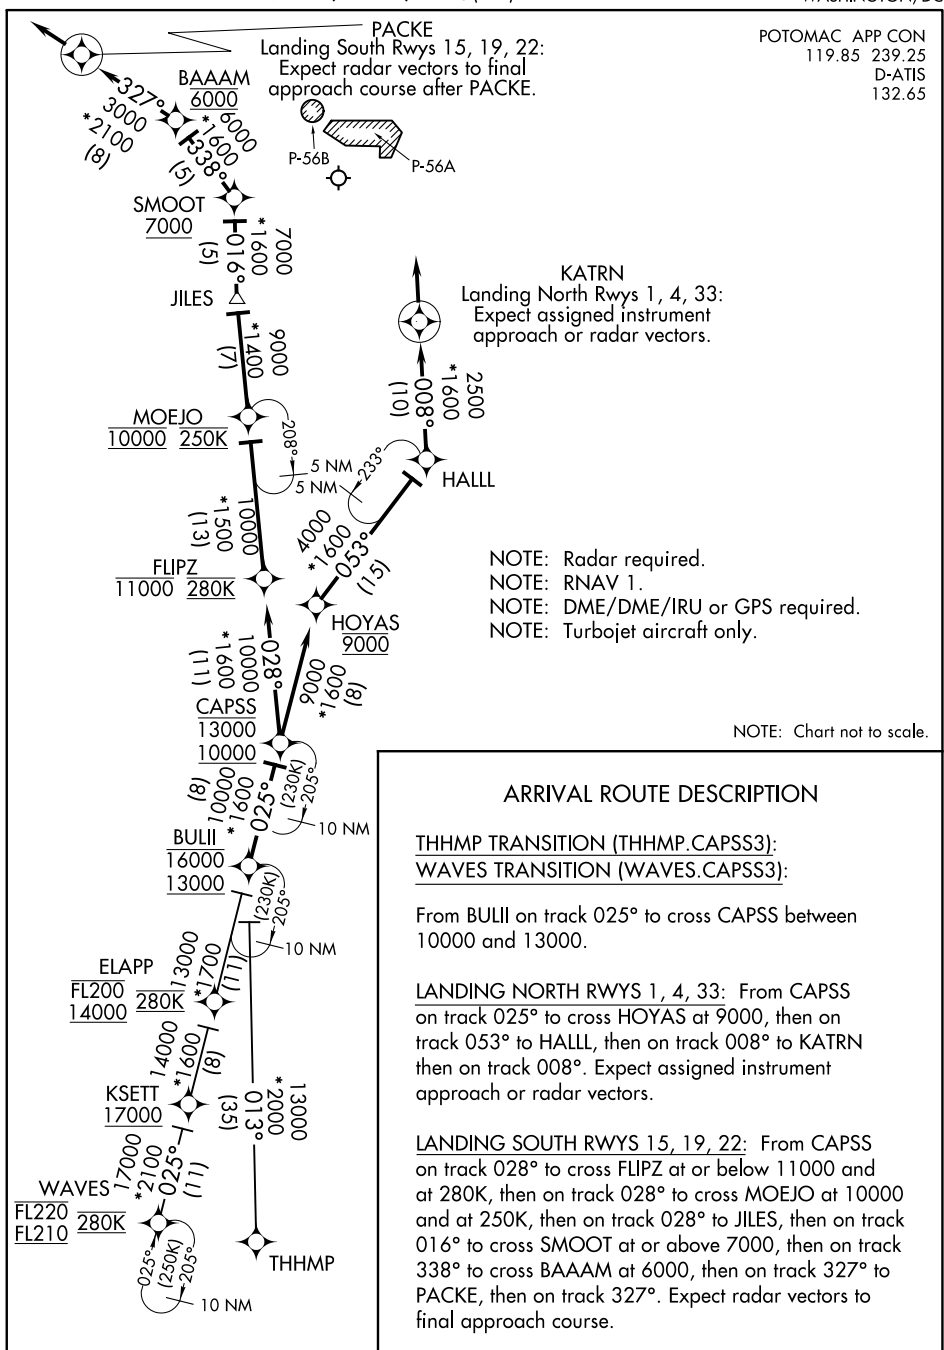 PACKE
Landing South Rwys 15, 19, 22:
Expect radar vectors to final
approach course after PACKE.
POTOMAC APP CON
119.85 239.25
D-ATIS
132.65
BAAAM
6000
327°
3000
*2100
(8)
6000
*1600
338°
(5)
P-56B
P-56A
SMOOT
7000
7000
*1600
016°
(5)
JILES
KATRN
Landing North Rwys 1, 4, 33:
Expect assigned instrument
approach or radar vectors.
9000
*1400
(7)
2500
*1600
008°
(10)
MOEJO
10000 250K
208°
5 NM
5 NM
233°
HALLL
10000
*1500
(13)
4000
*1600
053°
(15)
FLIPZ
11000 280K
HOYAS
9000
NOTE: Radar required.
NOTE: RNAV 1.
NOTE: DME/DME/IRU or GPS required.
NOTE: Turbojet aircraft only.
028°
10000
*1600
(11)
9000
*1600
(8)
CAPSS
13000
10000
NOTE: Chart not to scale.
10000
*1600
(8)
025°
(230K)
205°
10 NM
BULII
16000
13000
(230K)
205°
10 NM
13000
*1700
(11)
ELAPP
FL200
14000 280K
14000
*1600
(8)
KSETT
17000
13000
*2000
013°
(35)
17000
*2100
025°
(11)
WAVES
FL220
FL210 280K
025°
(250K)
205°
10 NM
THHMP
ARRIVAL ROUTE DESCRIPTION
THHMP TRANSITION (THHMP.CAPSS3):
WAVES TRANSITION (WAVES.CAPSS3):
From BULII on track 025° to cross CAPSS between
10000 and 13000.
LANDING NORTH RWYS 1, 4, 33: From CAPSS
on track 025° to cross HOYAS at 9000, then on
track 053° to HALLL, then on track 008° to KATRN
then on track 008°. Expect assigned instrument
approach or radar vectors.
LANDING SOUTH RWYS 15, 19, 22: From CAPSS
on track 028° to cross FLIPZ at or below 11000 and
at 280K, then on track 028° to cross MOEJO at 10000
and at 250K, then on track 028° to JILES, then on track
016° to cross SMOOT at or above 7000, then on track
338° to cross BAAAM at 6000, then on track 327° to
PACKE, then on track 327°. Expect radar vectors to
final approach course.